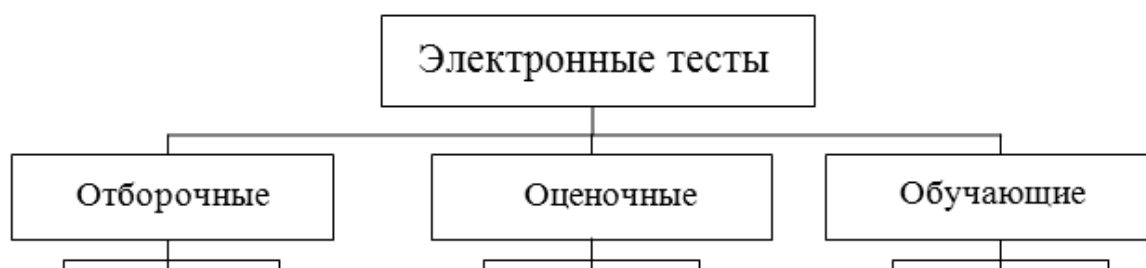 Электронные тесты
Отборочные
Оценочные
Обучающие